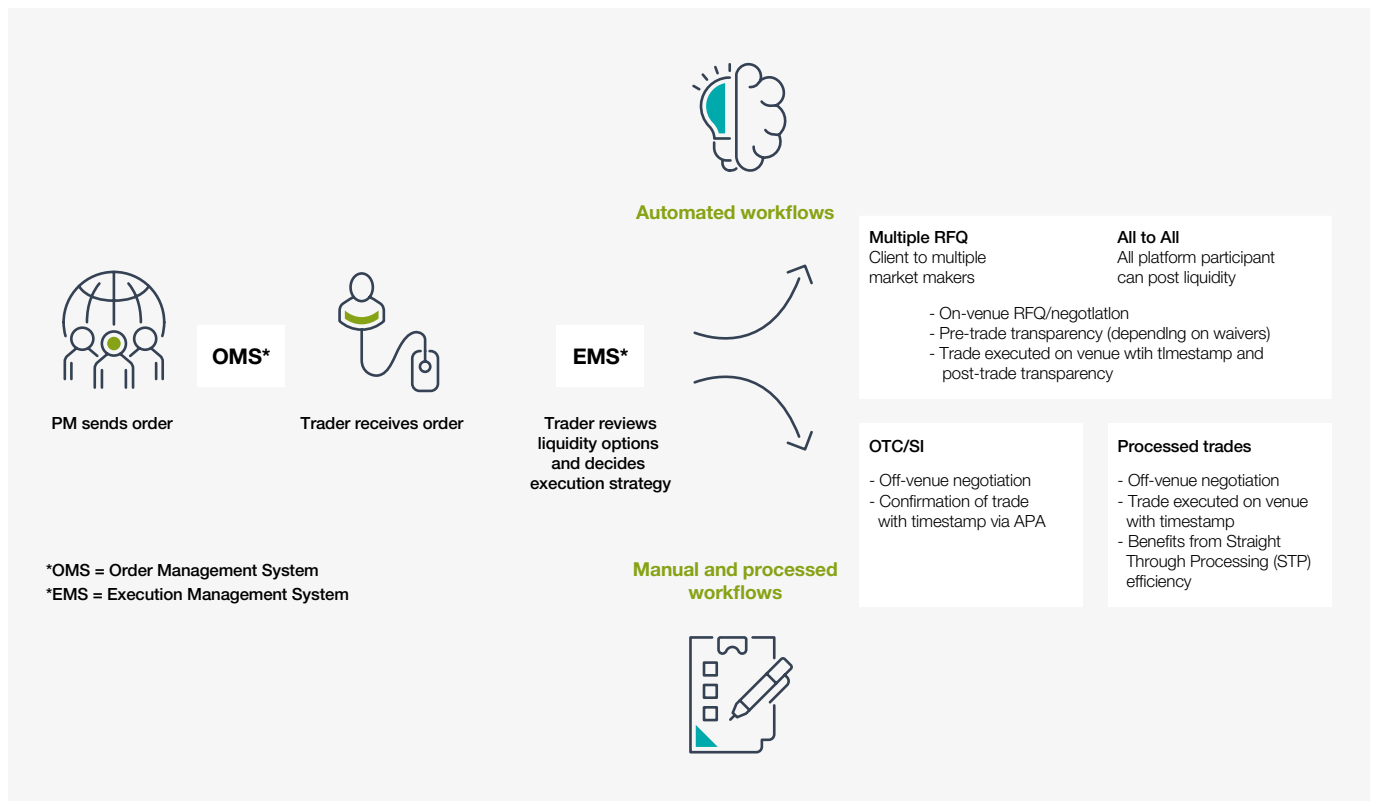 Automated workflows
Multiple RFQ
Client to multiple
market makers
All to All
All platform participant
can post liquidity
- On-venue RFQ/negotIatIon
- Pre-trade transparency (dependIng on waivers)
- Trade executed on venue wtih tImestamp and
post-trade transparency
OMS*
EMS*
PM sends order
Trader receives order
Trader reviews
liquidity options
and decides
execution strategy
OTC/SI
- Off-venue negotiation
- Confirmation of trade
with timestamp via APA
Processed trades
- Off-venue negotiation
- Trade executed on venue
with timestamp
- Benefits from Straight
Through Processing (STP)
efficiency
*OMS = Order Management System
*EMS = Execution Management System
Manual and processed
workflows